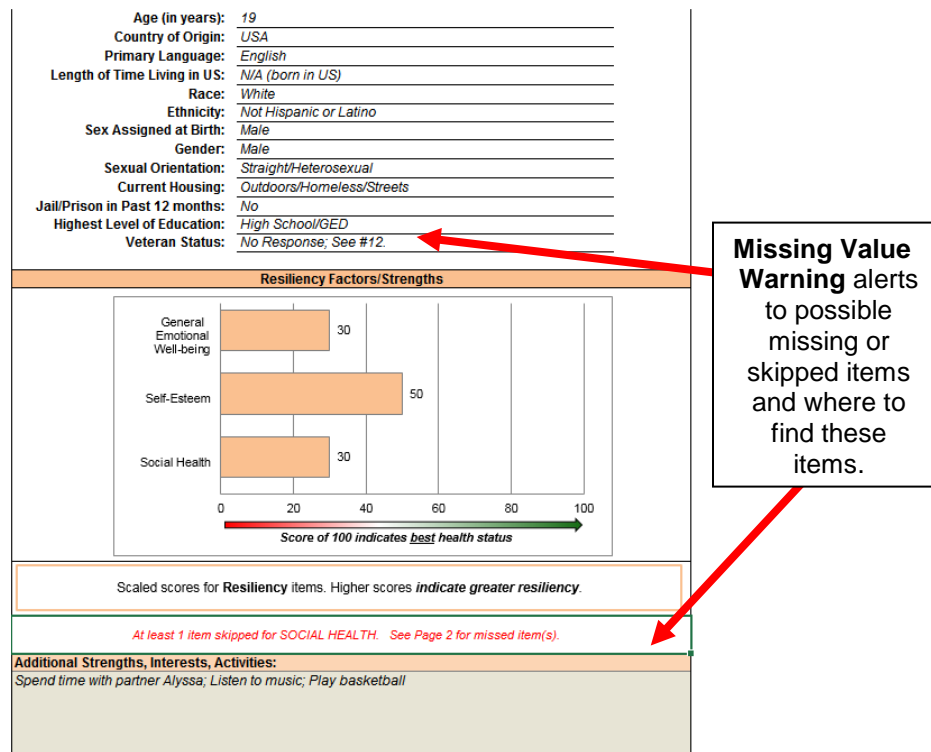 Age (in years): 19
Country of Origin: USA
Primary Language: English
Length of Time Living in US: N/A (born in US)
Race: White
Ethnicity: Not Hispanic or Latino
Sex Assigned at Birth: Male
Gender: Male
Sexual Orientation: Straight/Heterosexual
Current Housing: Outdoors/Homeless/Streets
Jail/Prison in Past 12 months: No
Highest Level of Education: High School/GED
Veteran Status: No Response; See #12.
Resiliency Factors/Strengths
General
Emotional
Well-being
30
Self-Esteem
50
Social Health
30
0 20 40 60 80 100
Score of 100 indicates best health status
Scaled scores for Resiliency items. Higher scores indicate greater resiliency.
At least 1 item skipped for SOCIAL HEALTH. See Page 2 for missed item(s).
Additional Strengths, Interests, Activities:
Spend time with partner Alyssa; Listen to music; Play basketball
Missing Value
Warning alerts
to possible
missing or
skipped items
and where to
find these
items.